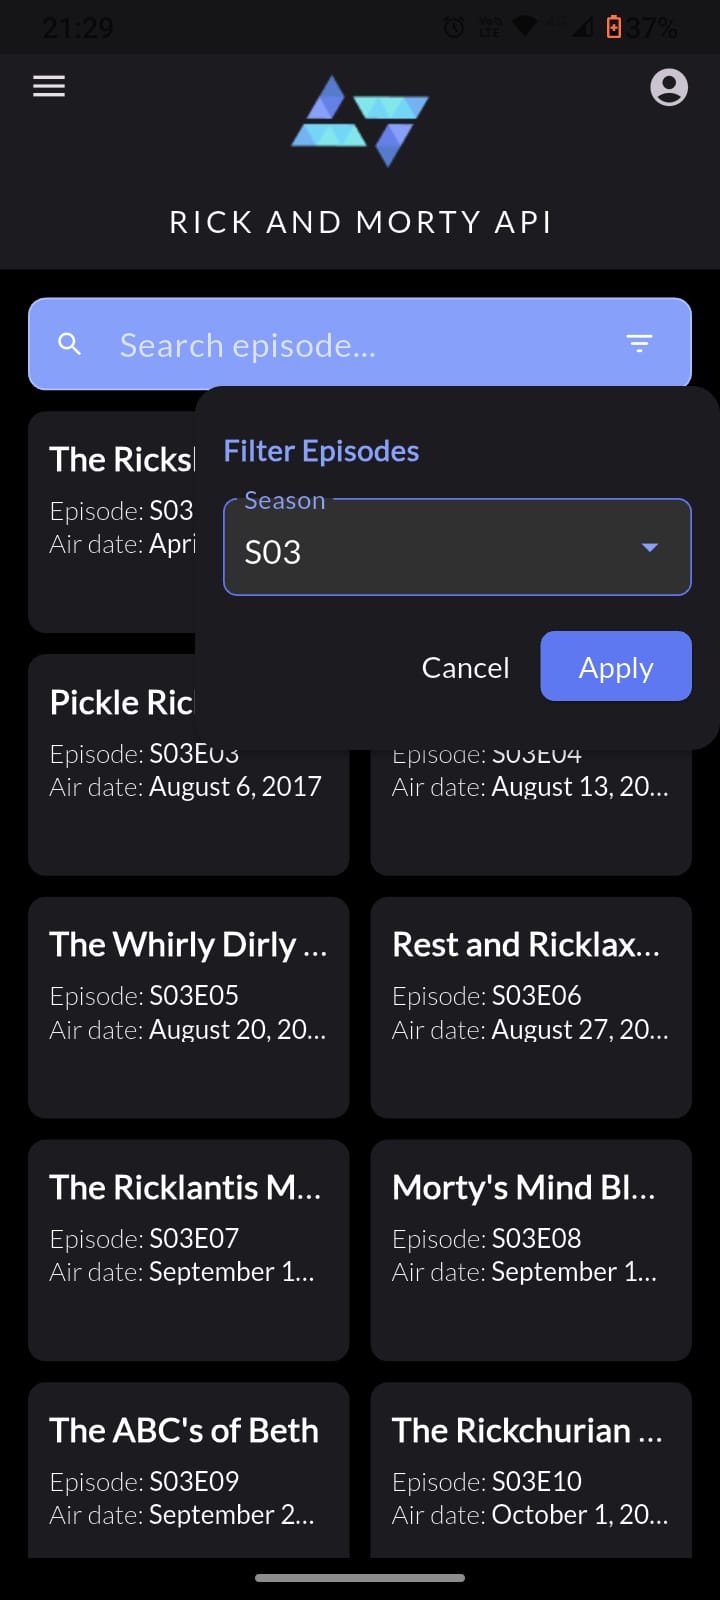 21:29
Vo)) LTE
4G
37%
RICK AND MORTY API
Search episode...
Filter Episodes
Season
S03
Cancel
Apply
The Ricks
Episode: S03
Air date: Apri
Pickle Ric
Episode: S03E03
Air date: August 6, 2017
Episode: S03E04
Air date: August 13, 20...
The Whirly Dirly ...
Episode: S03E05
Air date: August 20, 20...
Rest and Ricklax...
Episode: S03E06
Air date: August 27, 20...
The Ricklantis M...
Episode: S03E07
Air date: September 1...
Morty's Mind Bl...
Episode: S03E08
Air date: September 1...
The ABC's of Beth
Episode: S03E09
Air date: September 2...
The Rickchurian ...
Episode: S03E10
Air date: October 1, 20...